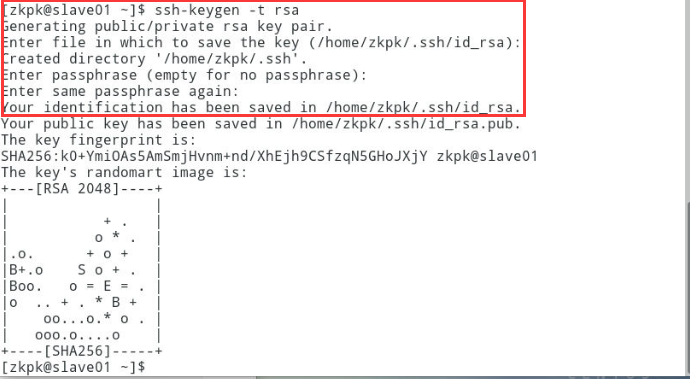 [zkpk@slave01 ~]$ ssh-keygen -t rsa
Generating public/private rsa key pair.
Enter file in which to save the key (/home/zkpk/.ssh/id_rsa):
Created directory '/home/zkpk/.ssh'.
Enter passphrase (empty for no passphrase):
Enter same passphrase again:
Your identification has been saved in /home/zkpk/.ssh/id_rsa.
Your public key has been saved in /home/zkpk/.ssh/id_rsa.pub.
The key fingerprint is:
SHA256:k0+YmiOAs5AmSmjHvnm+nd/XhEjh9CSfzqN5GHoJXjY zkpk@slave01
The key's randomart image is:
+---[RSA 2048]----+
|                 |
|           + .   |
|          o * .  |
|.o.      + o +   |
|B+.o    S o + .  |
|Boo.   o = E = . |
|o  .. + . * B +  |
|    oo...o.* o . |
|   ooo.o....o    |
+----[SHA256]-----+
[zkpk@slave01 ~]$